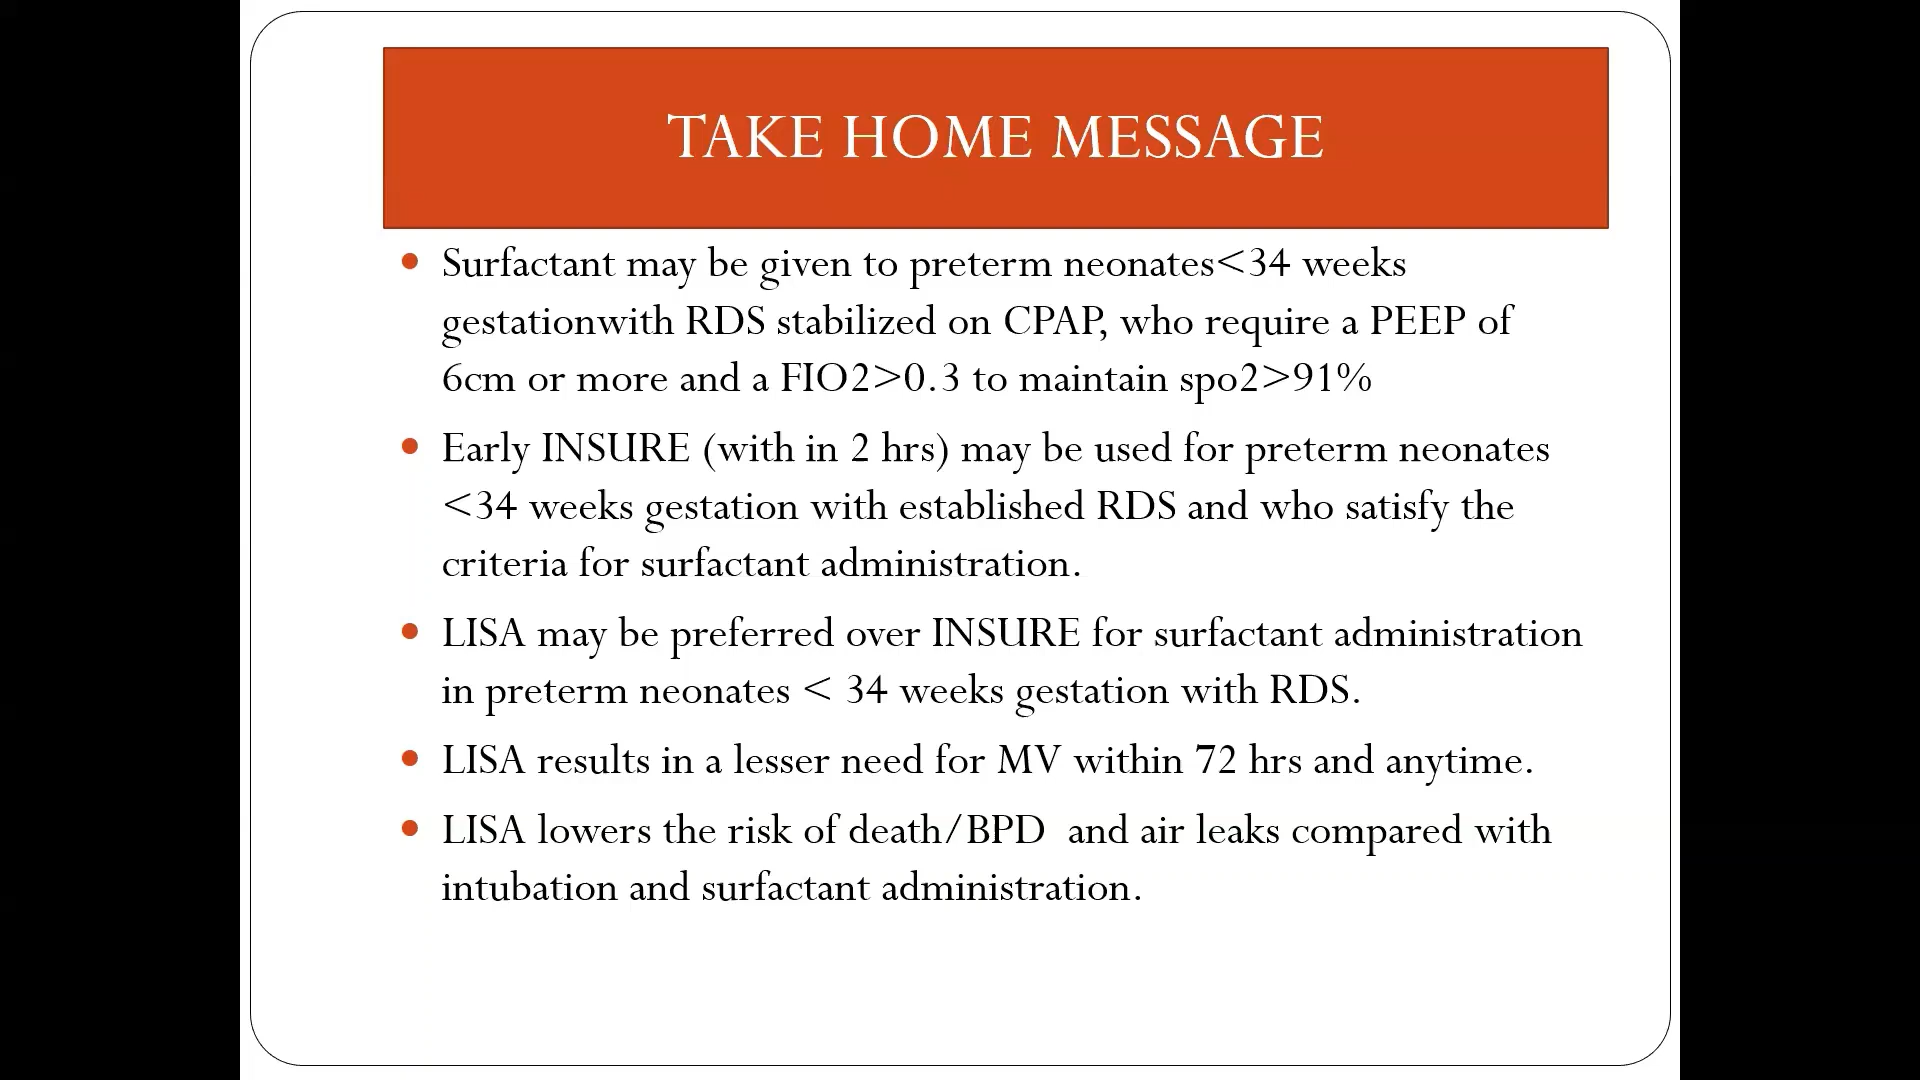 TAKE HOME MESSAGE
• Surfactant may be given to preterm neonates<34 weeks
gestationwith RDS stabilized on CPAP, who require a PEEP of
6cm or more and a FIO2>0.3 to maintain spo2>91%
• Early INSURE (with in 2 hrs) may be used for preterm neonates
<34 weeks gestation with established RDS and who satisfy the
criteria for surfactant administration.
• LISA may be preferred over INSURE for surfactant administration
in preterm neonates < 34 weeks gestation with RDS.
• LISA results in a lesser need for MV within 72 hrs and anytime.
• LISA lowers the risk of death/BPD  and air leaks compared with
intubation and surfactant administration.